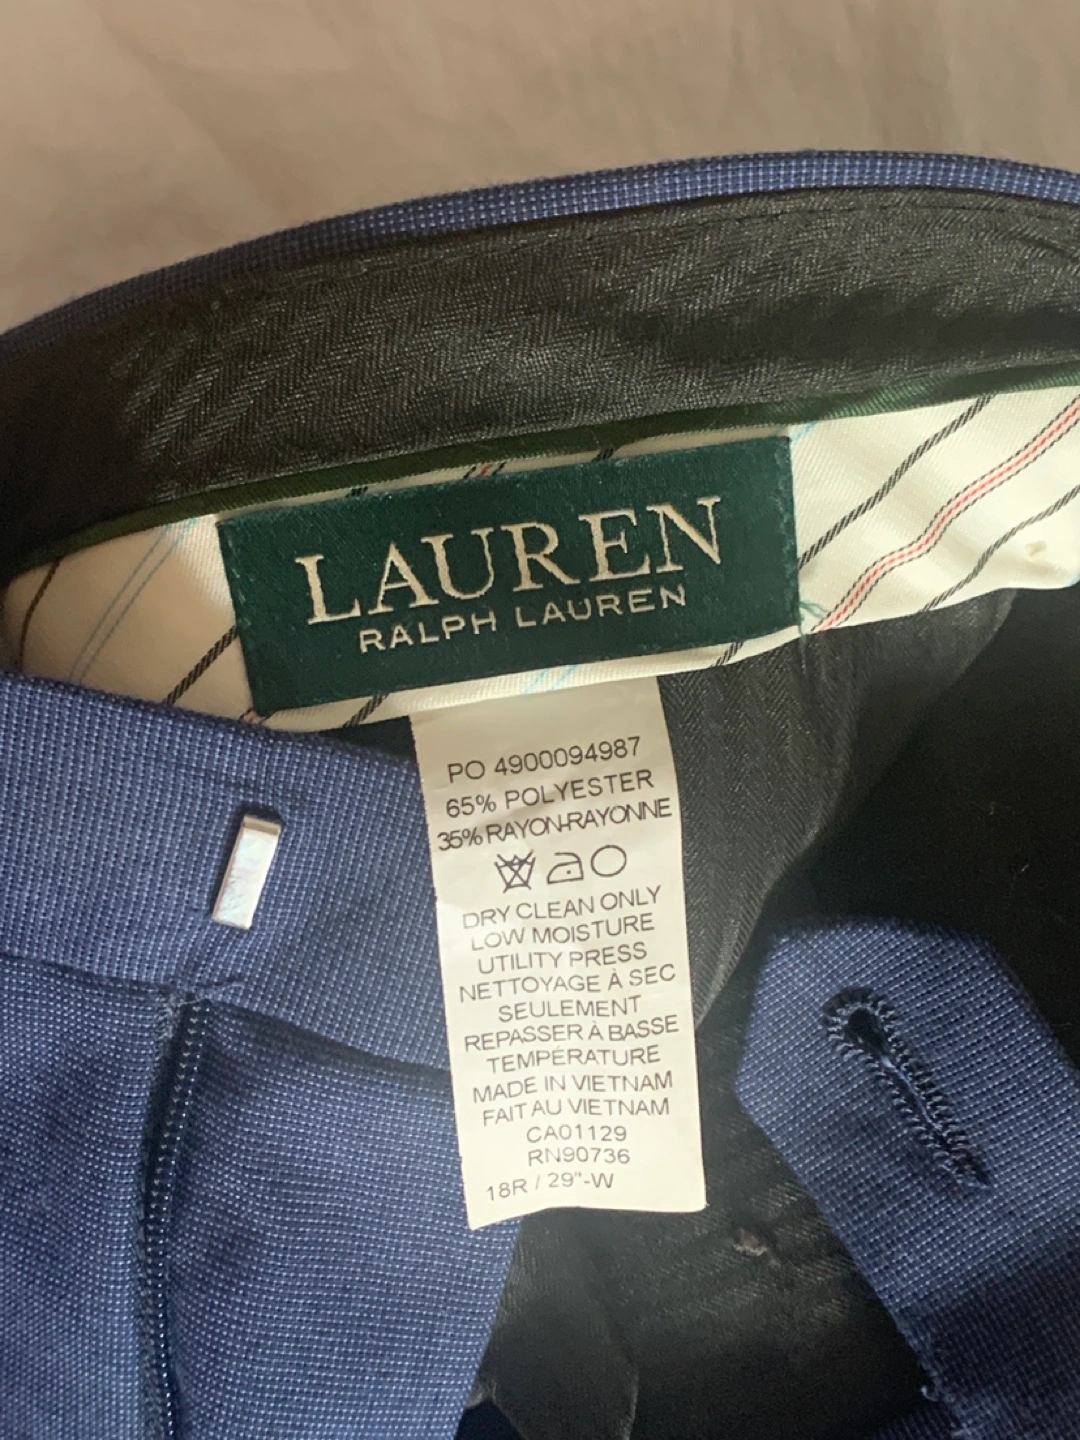 LAUREN
RALPH LAUREN
PO 4900094987
65% POLYESTER
35% RAYON-RAYONNE
DRY CLEAN ONLY
LOW MOISTURE
UTILITY PRESS
NETTOYAGE À SEC
SEULEMENT
REPASSER À BASSE
TEMPÉRATURE
MADE IN VIETNAM
FAIT AU VIETNAM
CA01129
RN90736
18R / 29"-W